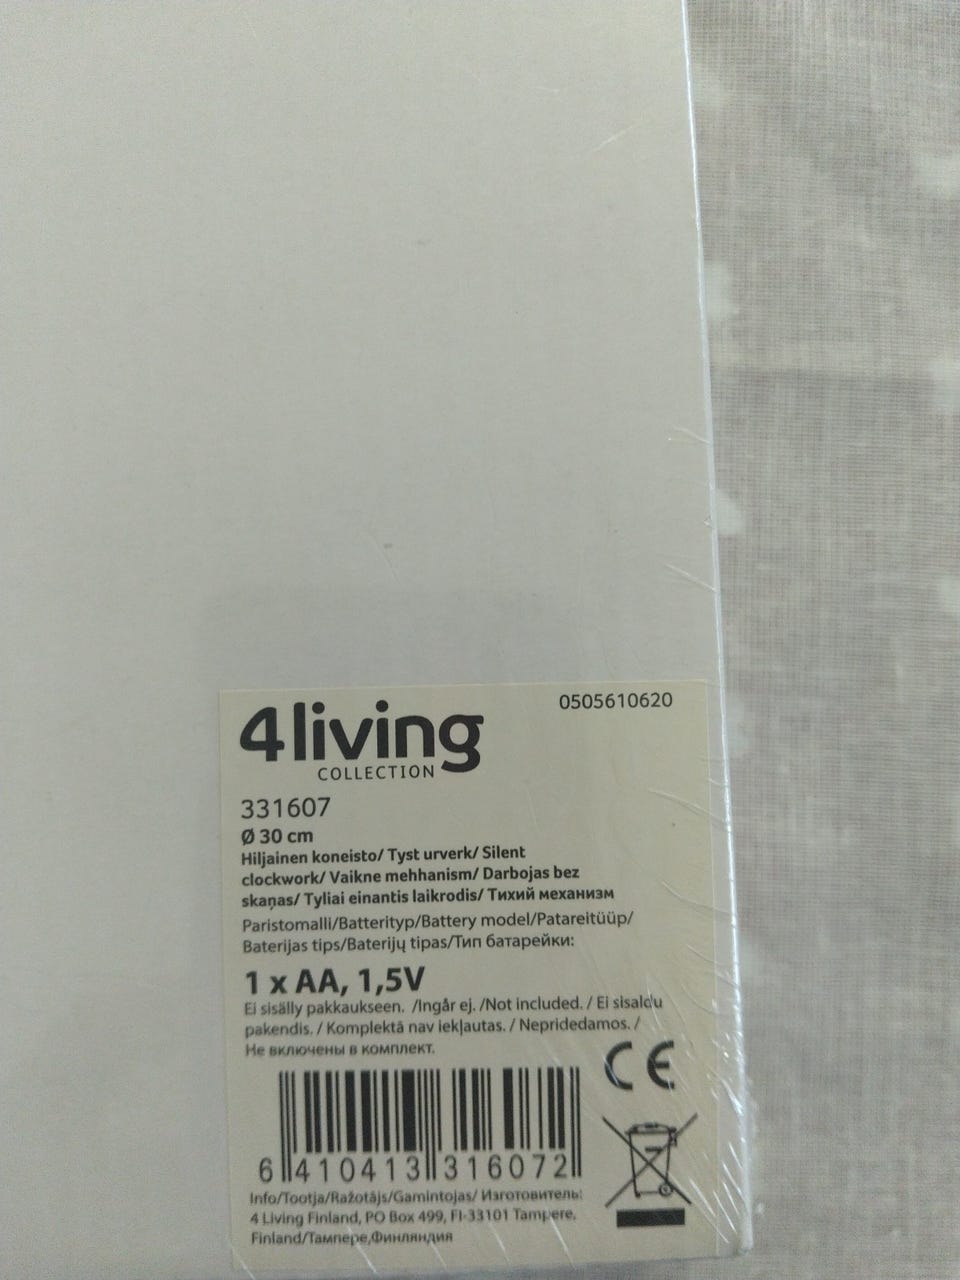 4living
COLLECTION
0505610620
331607
Ø 30 cm
Hiljainen koneisto/ Tyst urverk/ Silent
clockwork/ Vaikne mehhanism/ Darbojas bez
skaņas/ Tyliai einantis laikrodis/ Тихий механизм
Paristomalli/Batterityp/Battery model/Patareitüüp/
Baterijas tips/Baterijų tipas/Тип батарейки:
1 x AA, 1,5V
Ei sisälly pakkaukseen. /Ingår ej. /Not included. / Ei sisaldu
pakendis. / Komplektā nav iekļautas. / Nepridedamos. /
Не включены в комплект.
CE
6 410413 316072
Info/Tootja/Ražotājs/Gamintojas/ Изготовитель:
4 Living Finland, PO Box 499, FI-33101 Tampere,
Finland/Тампере,Финляндия